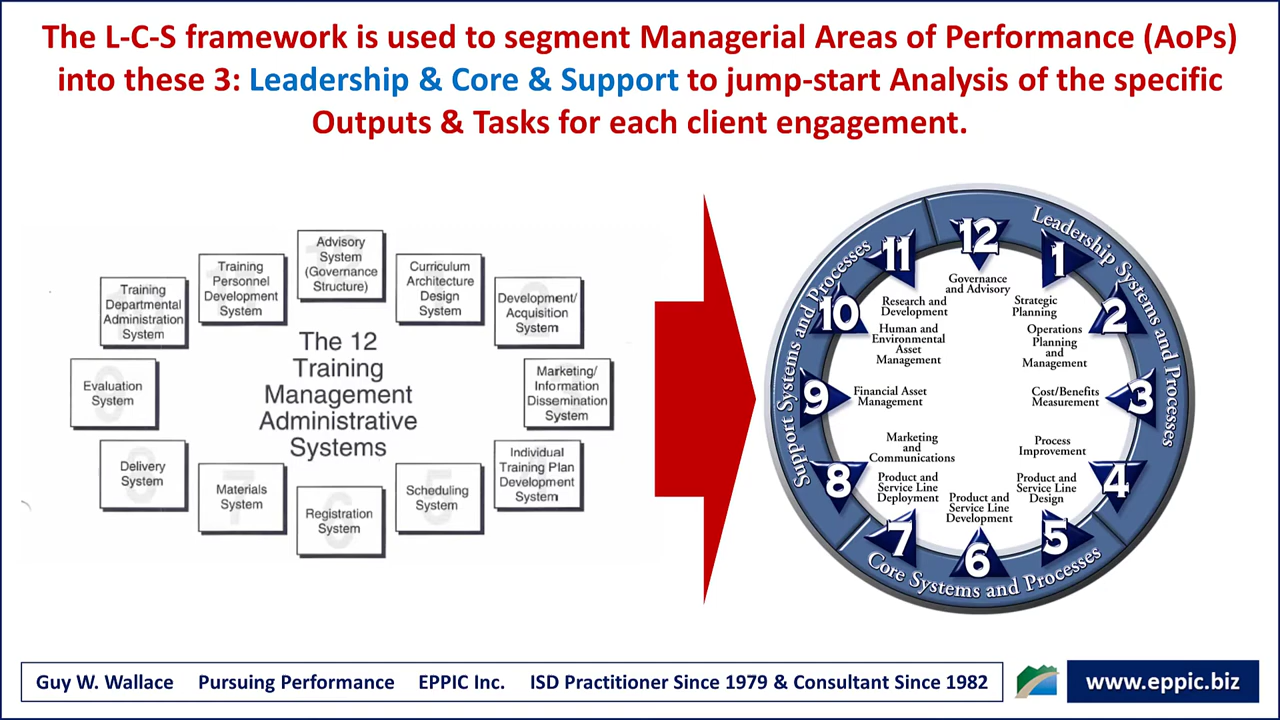 The L-C-S framework is used to segment Managerial Areas of Performance (AoPs)
into these 3: Leadership & Core & Support to jump-start Analysis of the specific
Outputs & Tasks for each client engagement.
Advisory
System
(Governance
Structure)
Curriculum
Architecture
Design
System
Development/
Acquisition
System
Marketing/
Information
Dissemination
System
Individual
Training Plan
Development
System
Scheduling
System
Registration
System
Materials
System
Delivery
System
Evaluation
System
Training
Departmental
Administration
System
Training
Personnel
Development
System
The 12
Training
Management
Administrative
Systems
Leadership Systems and Processes
Core Systems and Processes
Support Systems and Processes
12
Governance
and Advisory
1
Strategic
Planning
2
Operations
Planning
and
Management
3
Cost/Benefits
Measurement
4
Process
Improvement
5
Product and
Service Line
Design
6
Product and
Service Line
Development
7
Product and
Service Line
Deployment
8
Marketing
and
Communications
9
Financial Asset
Management
10
Human and
Environmental
Asset
Management
11
Research and
Development
Guy W. Wallace Pursuing Performance EPPIC Inc. ISD Practitioner Since 1979 & Consultant Since 1982
www.eppic.biz